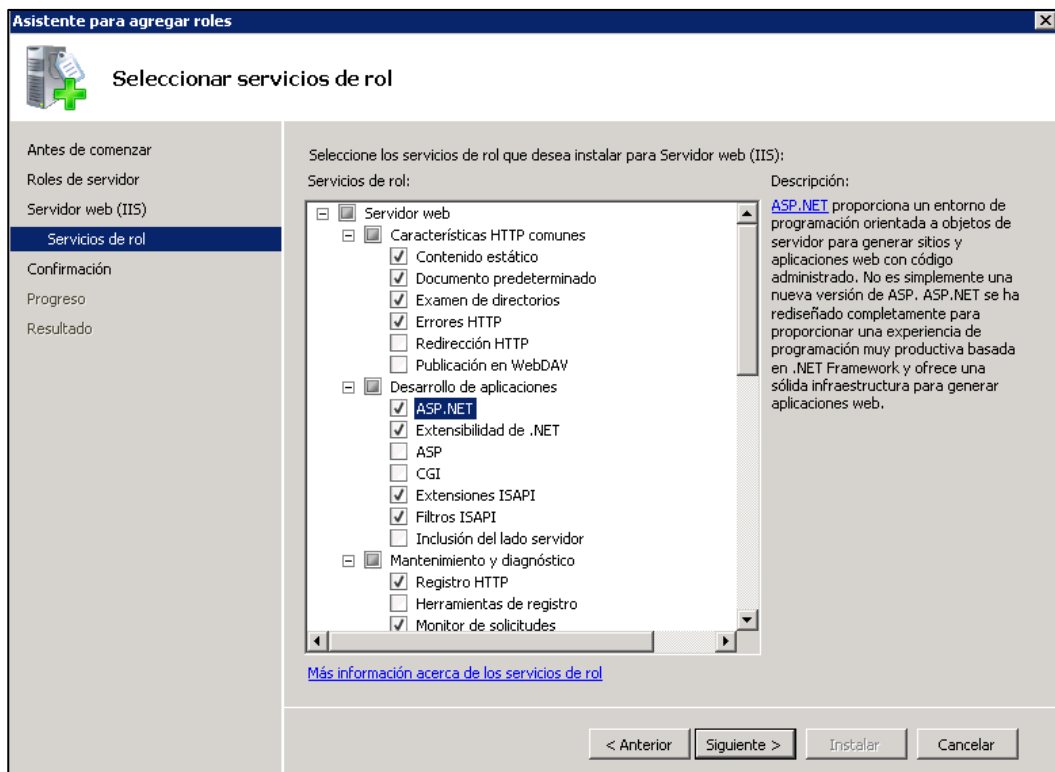 Asistente para agregar roles
Seleccionar servicios de rol
Antes de comenzar
Roles de servidor
Servidor web (IIS)
Servicios de rol
Confirmación
Progreso
Resultado
Seleccione los servicios de rol que desea instalar para Servidor web (IIS):
Servicios de rol:
Servidor web
Características HTTP comunes
Contenido estático
Documento predeterminado
Examen de directorios
Errores HTTP
Redirección HTTP
Publicación en WebDAV
Desarrollo de aplicaciones
ASP.NET
Extensibilidad de .NET
ASP
CGI
Extensiones ISAPI
Filtros ISAPI
Inclusión del lado servidor
Mantenimiento y diagnóstico
Registro HTTP
Herramientas de registro
Monitor de solicitudes
Descripción:
ASP.NET proporciona un entorno de
programación orientada a objetos de
servidor para generar sitios y
aplicaciones web con código
administrado. No es simplemente una
nueva versión de ASP. ASP.NET se ha
rediseñado completamente para
proporcionar una experiencia de
programación muy productiva basada
en .NET Framework y ofrece una
sólida infraestructura para generar
aplicaciones web.
Más información acerca de los servicios de rol
< Anterior
Siguiente >
Instalar
Cancelar